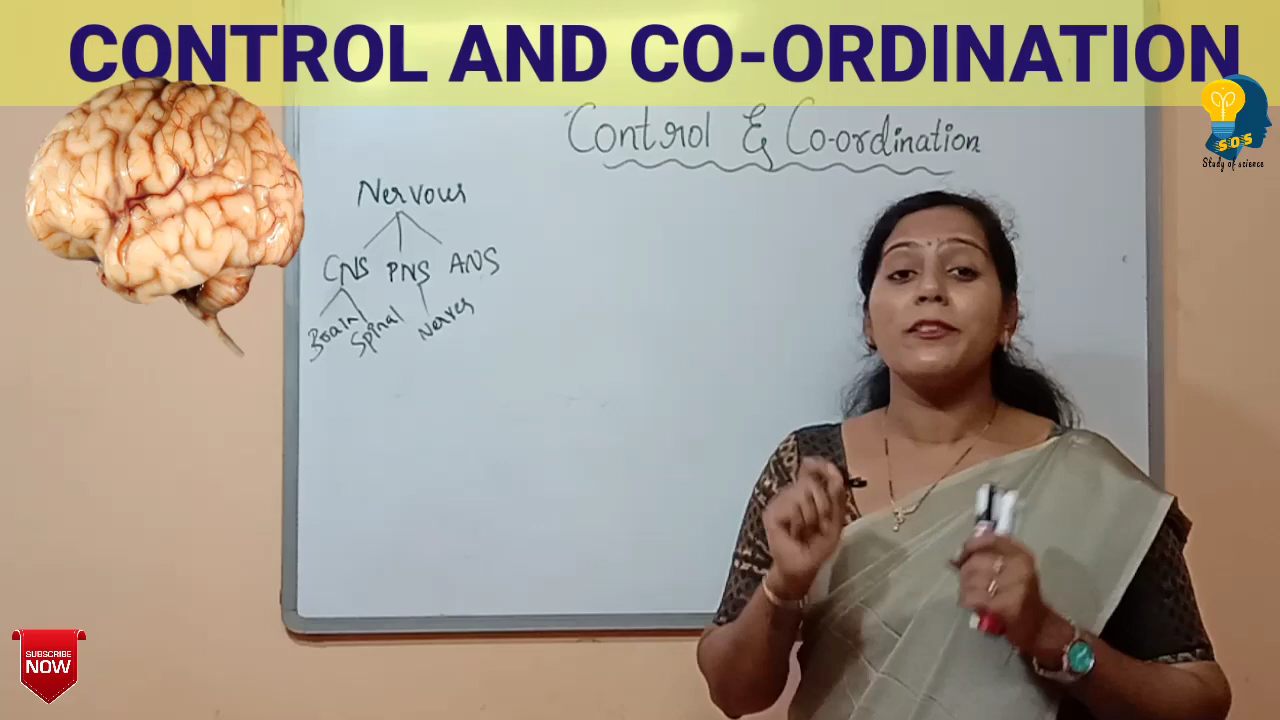 CONTROL AND CO-ORDINATION
SDS
Study of science
Control & Co-ordination
Nervous
CNS PNS ANS
Brain Spinal Nerves
SUBSCRIBE
NOW